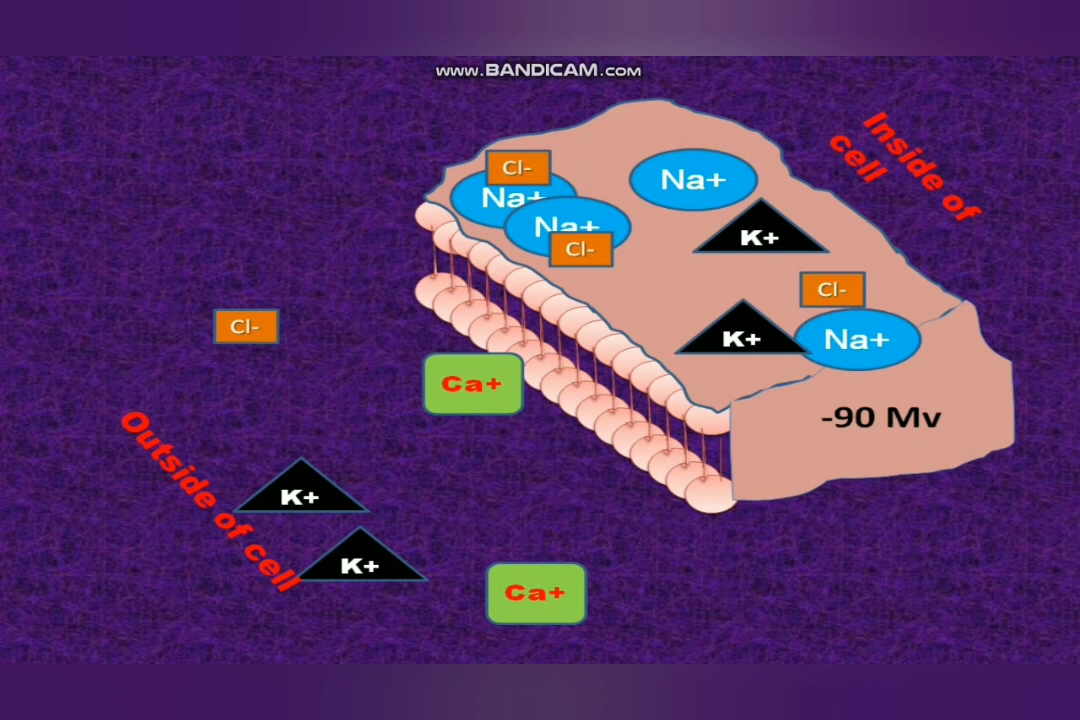 www.BANDICAM.com
Inside of
cell
Cl-
Na+
Na+
Na+
Cl-
K+
Cl-
Cl-
K+
Na+
Ca+
-90 Mv
Outside of cell
K+
K+
Ca+